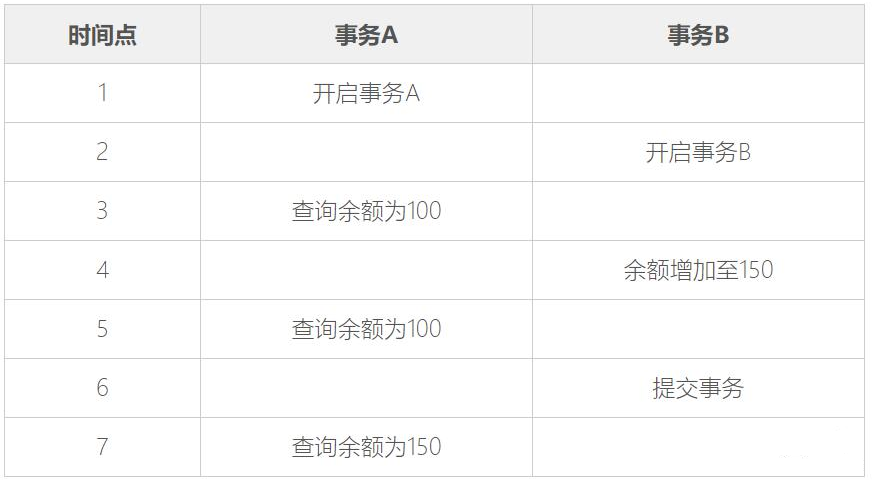 时间点 事务A 事务B
1 开启事务A
2 开启事务B
3 查询余额为100
4 余额增加至150
5 查询余额为100
6 提交事务
7 查询余额为150